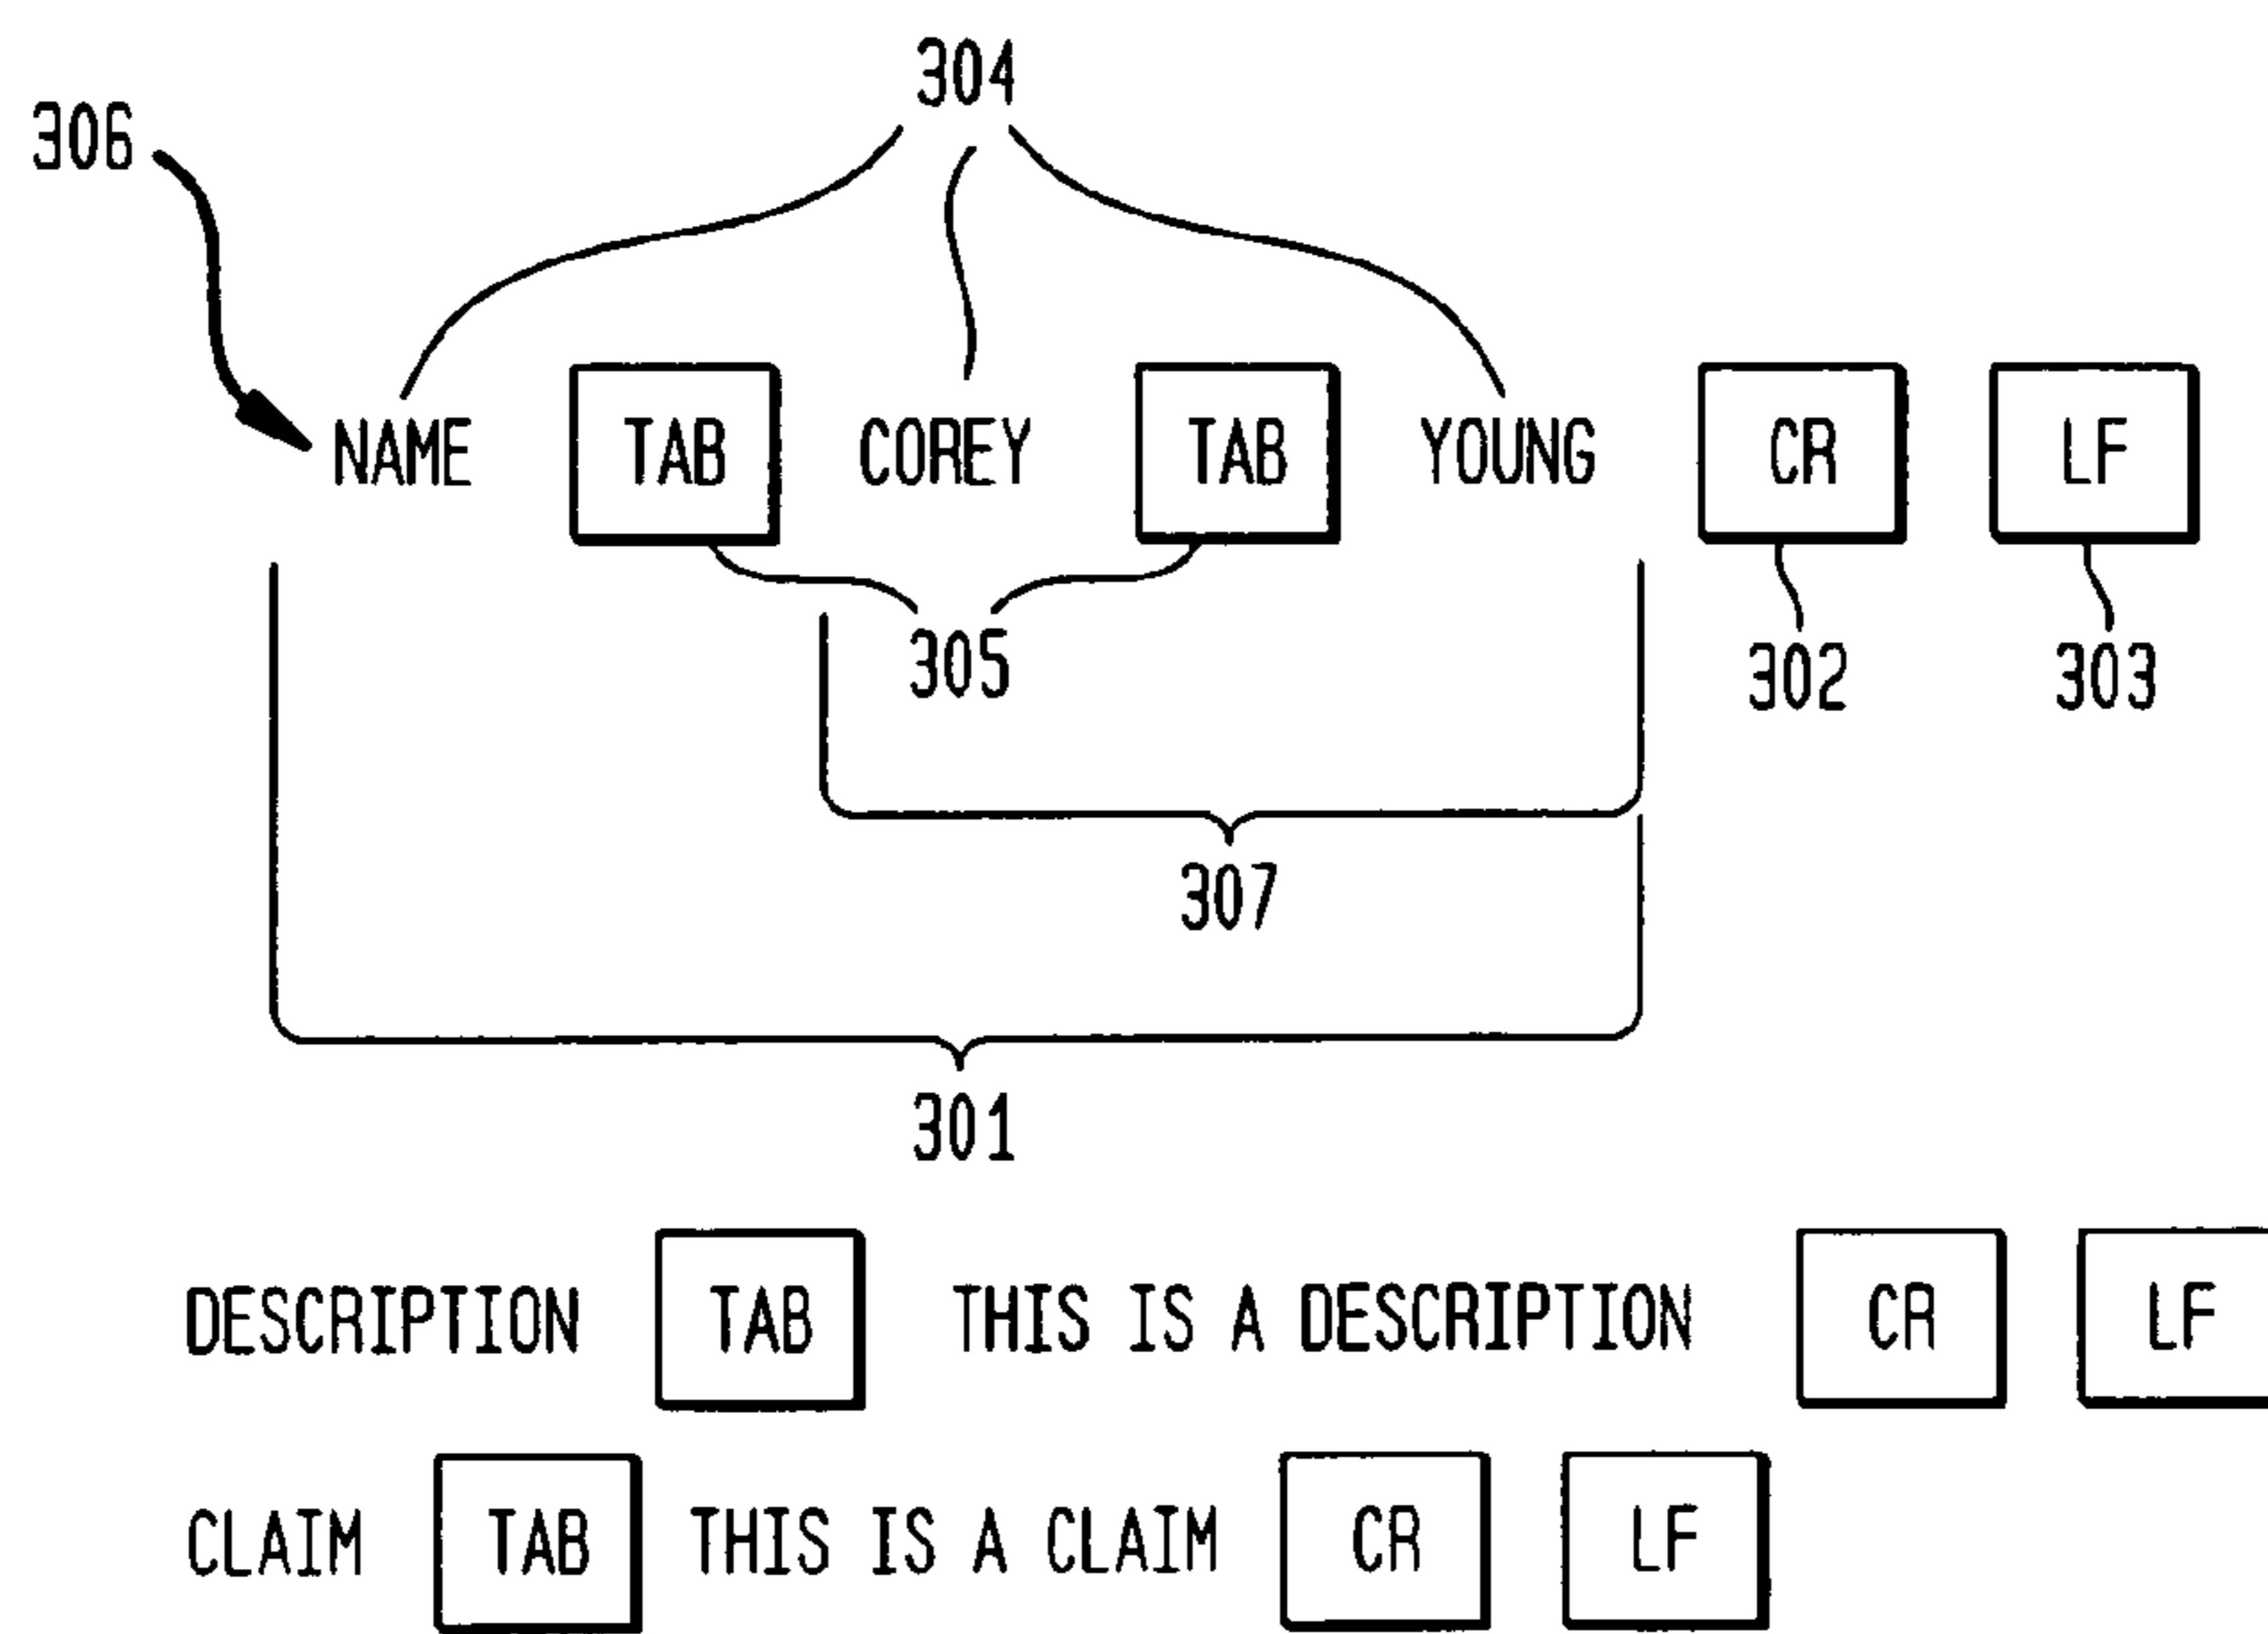 304
306
NAME TAB COREY TAB YOUNG CR LF
305
302 303
307
301
DESCRIPTION TAB THIS IS A DESCRIPTION CR LF
CLAIM TAB THIS IS A CLAIM CR LF